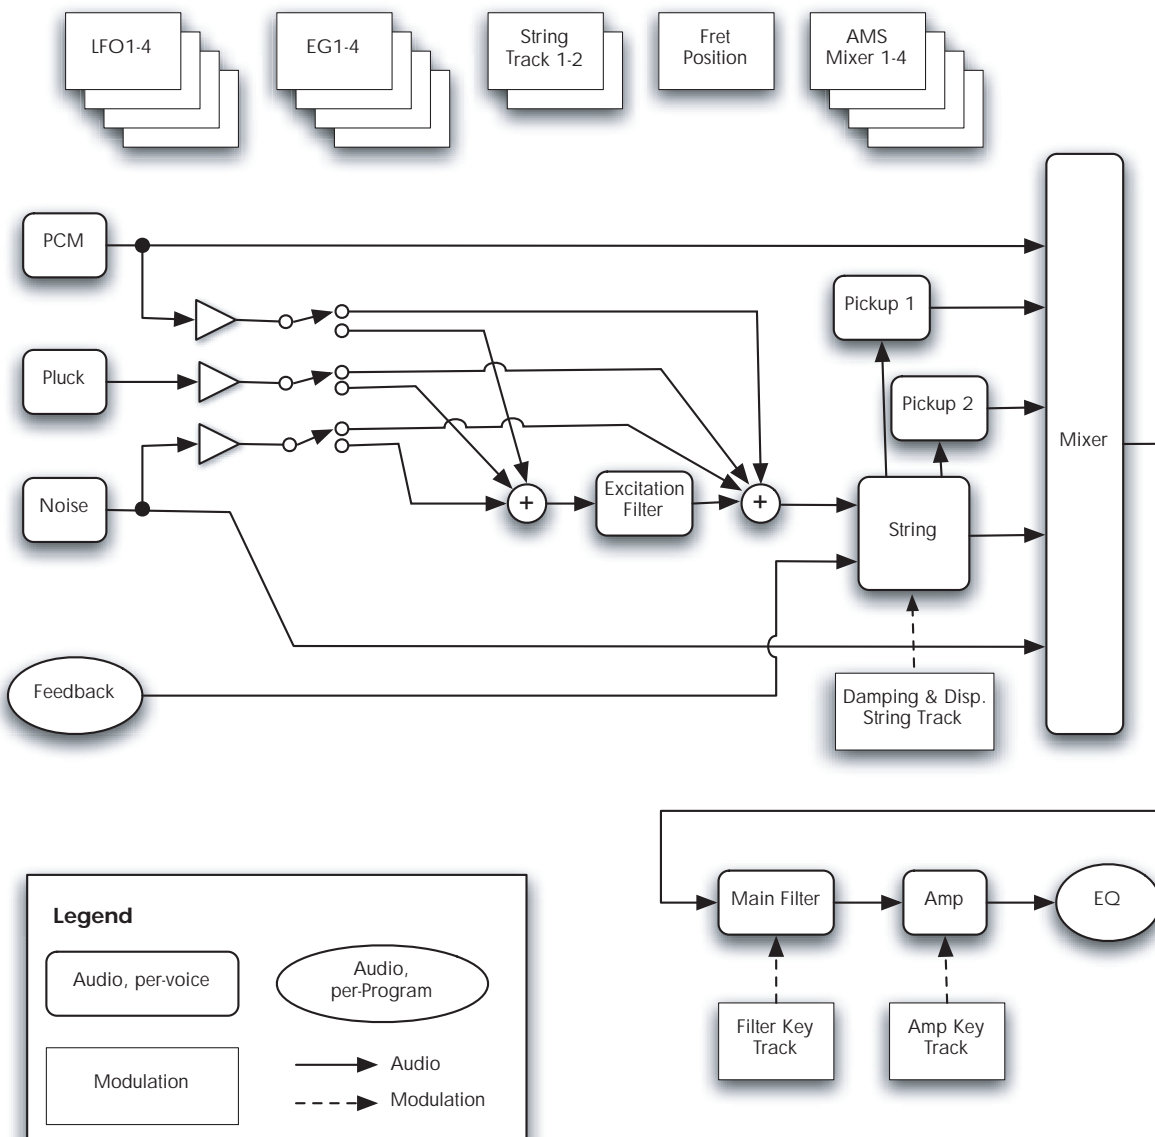 LFO1-4
EG1-4
String
Track 1-2
Fret
Position
AMS
Mixer 1-4
PCM
Pickup 1
Pluck
Pickup 2
Mixer
Noise
+
Excitation
Filter
+
String
Feedback
Damping & Disp.
String Track
Main Filter
Amp
EQ
Filter Key
Track
Amp Key
Track
Legend
Audio, per-voice
Audio,
per-Program
Modulation
Audio
Modulation